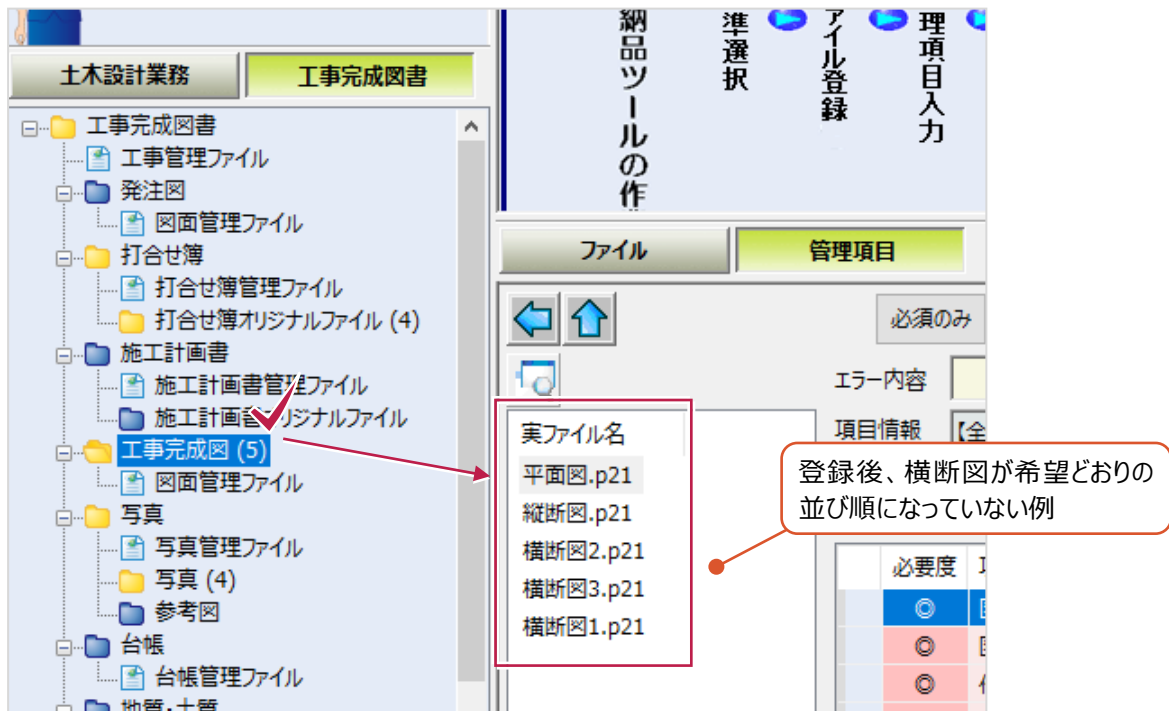 土木設計業務
工事完成図書
工事完成図書
工事管理ファイル
発注図
図面管理ファイル
打合せ簿
打合せ簿管理ファイル
打合せ簿オリジナルファイル (4)
施工計画書
施工計画書管理ファイル
施工計画書オリジナルファイル
工事完成図 (5)
図面管理ファイル
写真
写真管理ファイル
写真 (4)
参考図
台帳
台帳管理ファイル
地質・土質
納品ツールの作
準選択
ァイル登録
理項目入力
ファイル
管理項目
必須のみ
エラー内容
項目情報
【全
実ファイル名
平面図.p21
縦断図.p21
横断図2.p21
横断図3.p21
横断図1.p21
登録後、横断図が希望どおりの
並び順になっていない例
必要度
◎
◎
◎